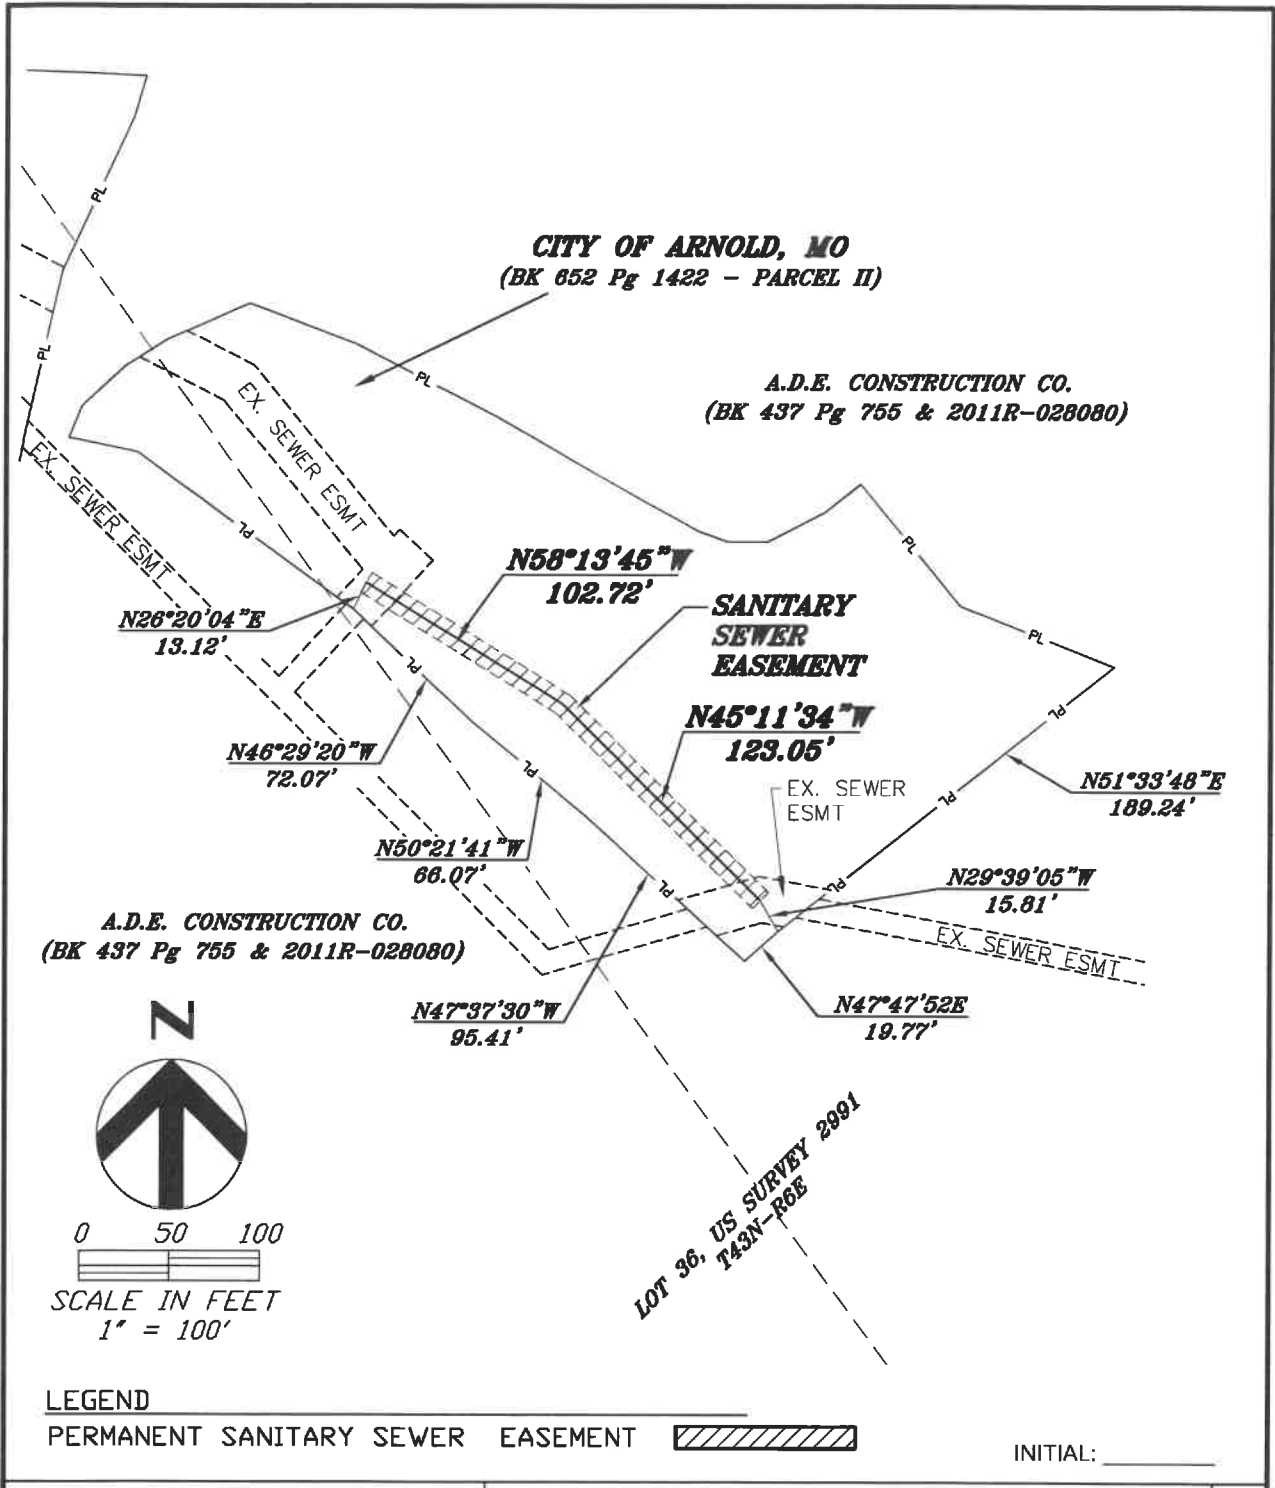 PL
CITY OF ARNOLD, MO
(BK 652 Pg 1422 - PARCEL II)
PL
PL
A.D.E. CONSTRUCTION CO.
(BK 437 Pg 755 & 2011R-028080)
EX. SEWER ESMT
EX. SEWER ESMT
PL
PL
N58°13'45"W
102.72'
SANITARY
SEWER
EASEMENT
N26°20'04"E
13.12'
PL
PL
N45°11'34"W
123.05'
PL
N46°29'20"W
72.07'
PL
EX. SEWER
ESMT
PL
N51°33'48"E
189.24'
N50°21'41"W
66.07'
PL
PL
N29°39'05"W
15.81'
A.D.E. CONSTRUCTION CO.
(BK 437 Pg 755 & 2011R-028080)
EX. SEWER ESMT
N47°37'30"W
95.41'
N47°47'52E
19.77'
N
LOT 36, US SURVEY 2991
T43N-R6E
0 50 100
SCALE IN FEET
1" = 100'
LEGEND
PERMANENT SANITARY SEWER EASEMENT
INITIAL: